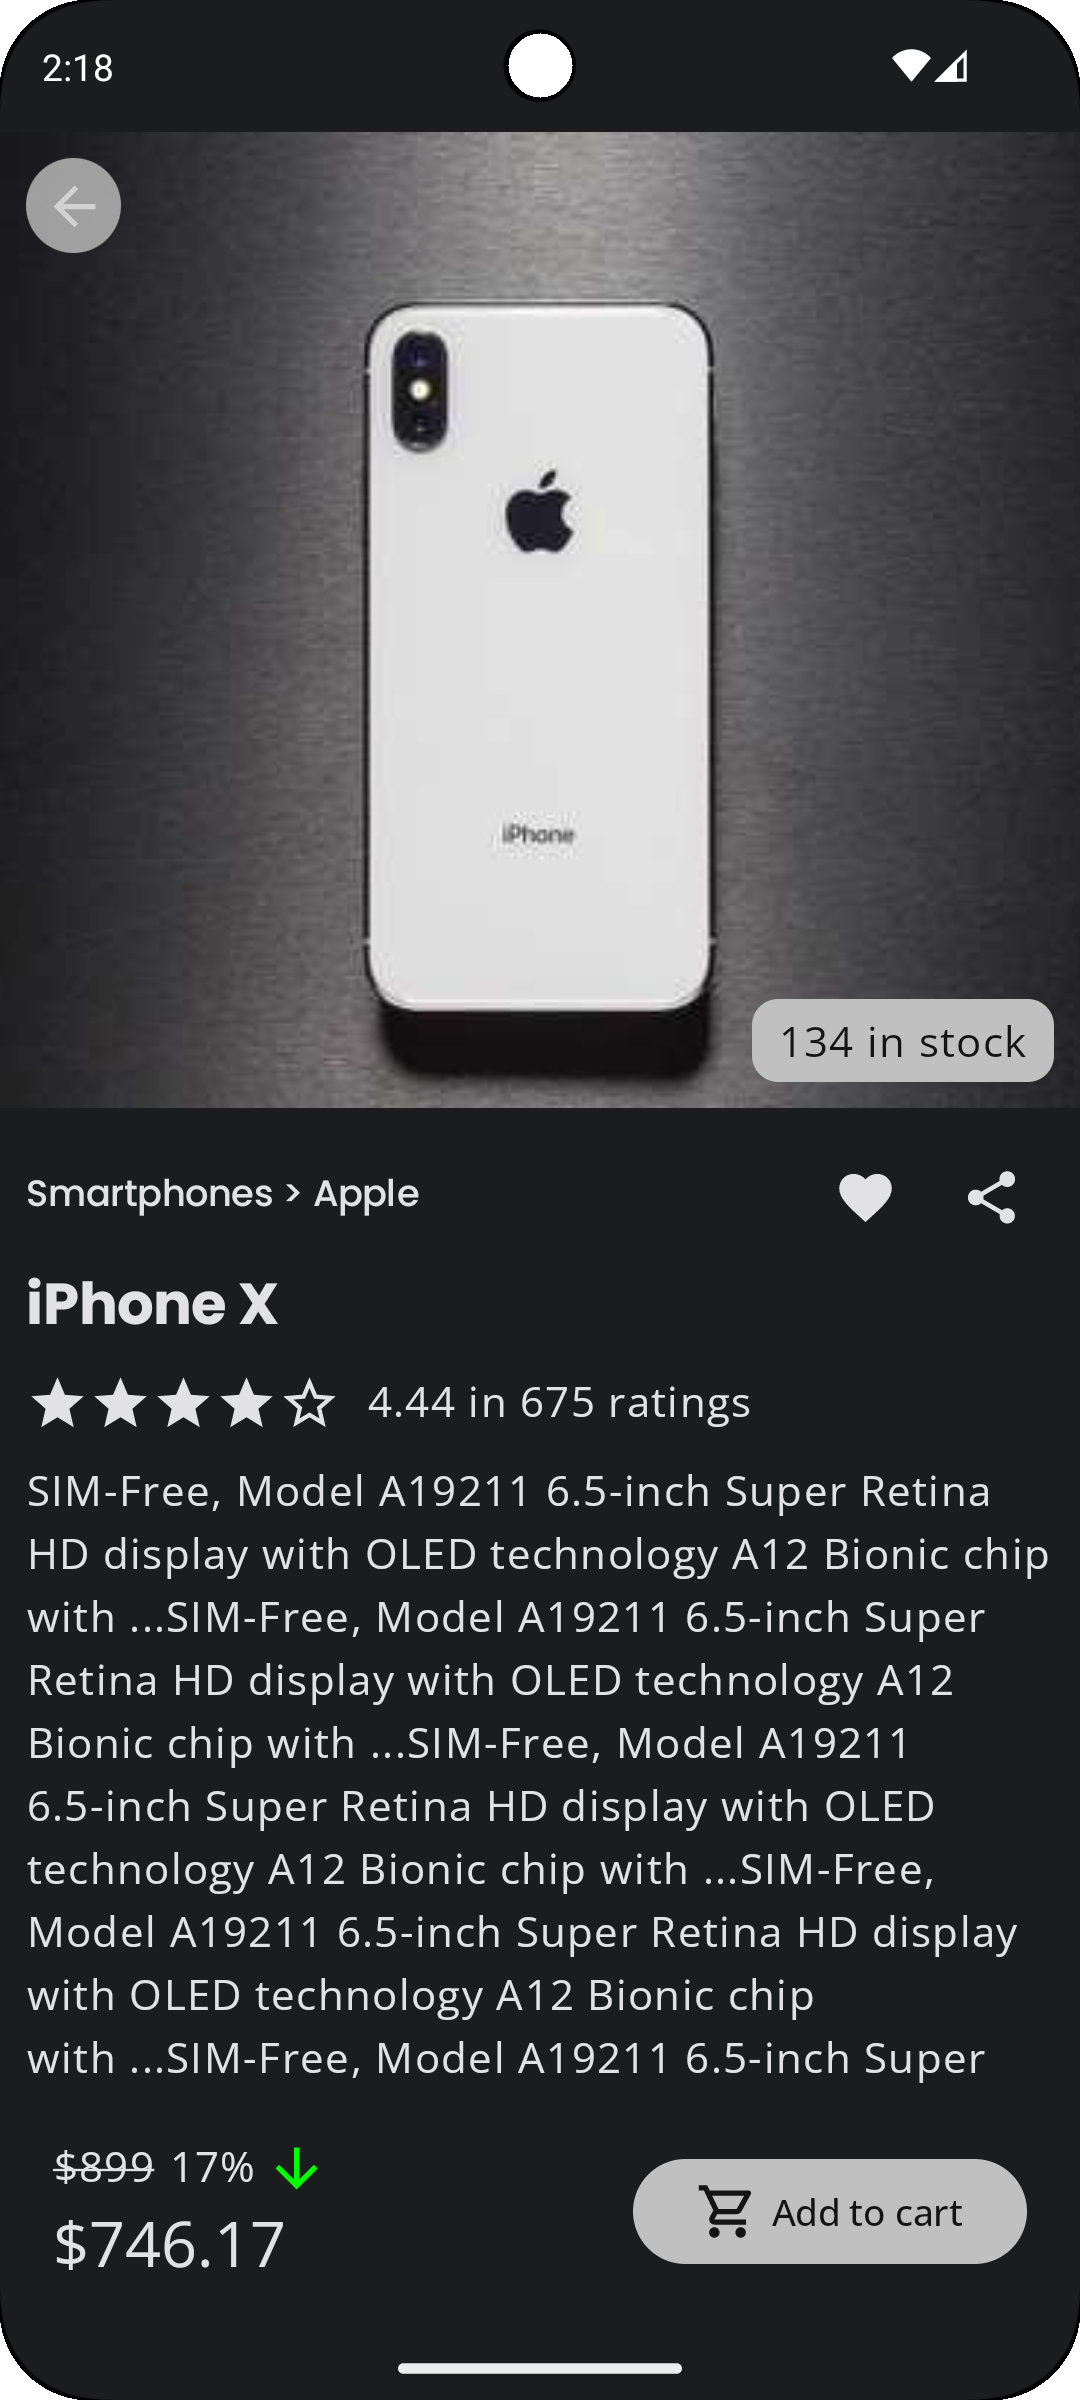 2:18
iPhone
134 in stock
Smartphones > Apple
iPhone X
4.44 in 675 ratings
SIM-Free, Model A19211 6.5-inch Super Retina
HD display with OLED technology A12 Bionic chip
with ...SIM-Free, Model A19211 6.5-inch Super
Retina HD display with OLED technology A12
Bionic chip with ...SIM-Free, Model A19211
6.5-inch Super Retina HD display with OLED
technology A12 Bionic chip with ...SIM-Free,
Model A19211 6.5-inch Super Retina HD display
with OLED technology A12 Bionic chip
with ...SIM-Free, Model A19211 6.5-inch Super
$899 17%
$746.17
Add to cart